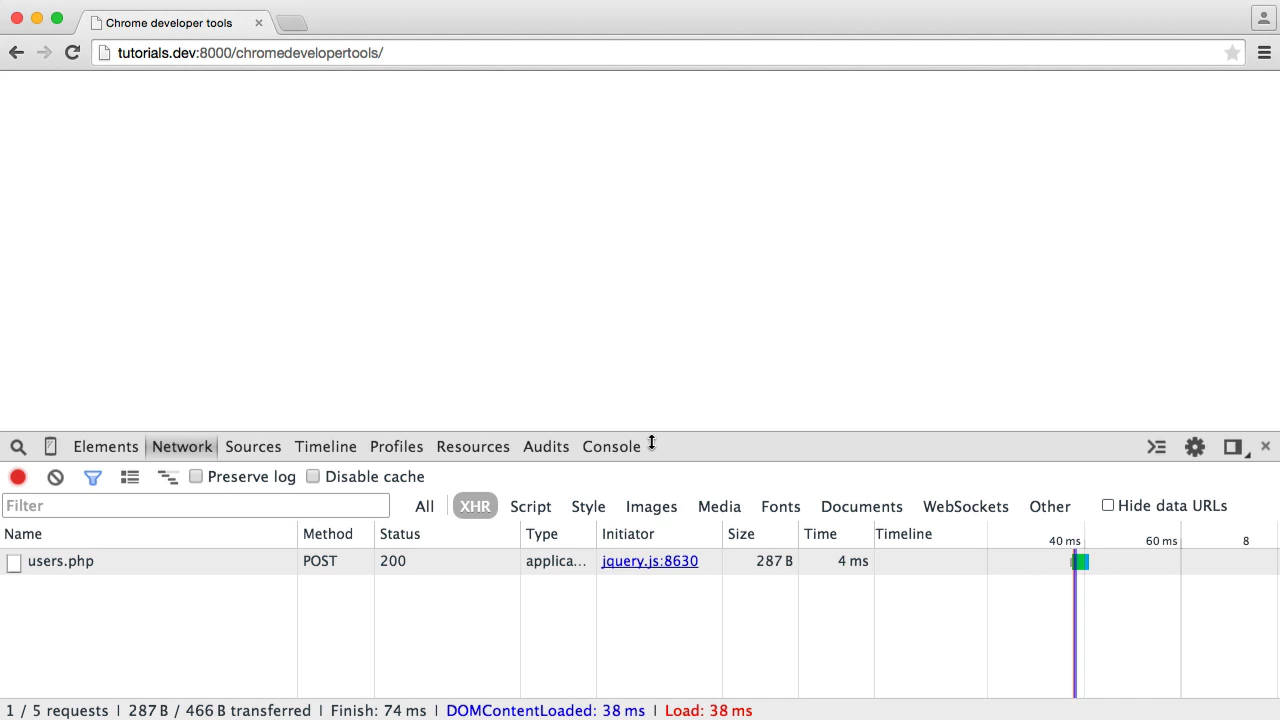 Chrome developer tools
tutorials.dev:8000/chromedevelopertools/
Elements Network Sources Timeline Profiles Resources Audits Console
Preserve log Disable cache
Filter All XHR Script Style Images Media Fonts Documents WebSockets Other Hide data URLs
Name Method Status Type Initiator Size Time Timeline 40 ms 60 ms 8
users.php POST 200 applica... jquery.js:8630 287 B 4 ms
1 / 5 requests | 287 B / 466 B transferred | Finish: 74 ms | DOMContentLoaded: 38 ms | Load: 38 ms